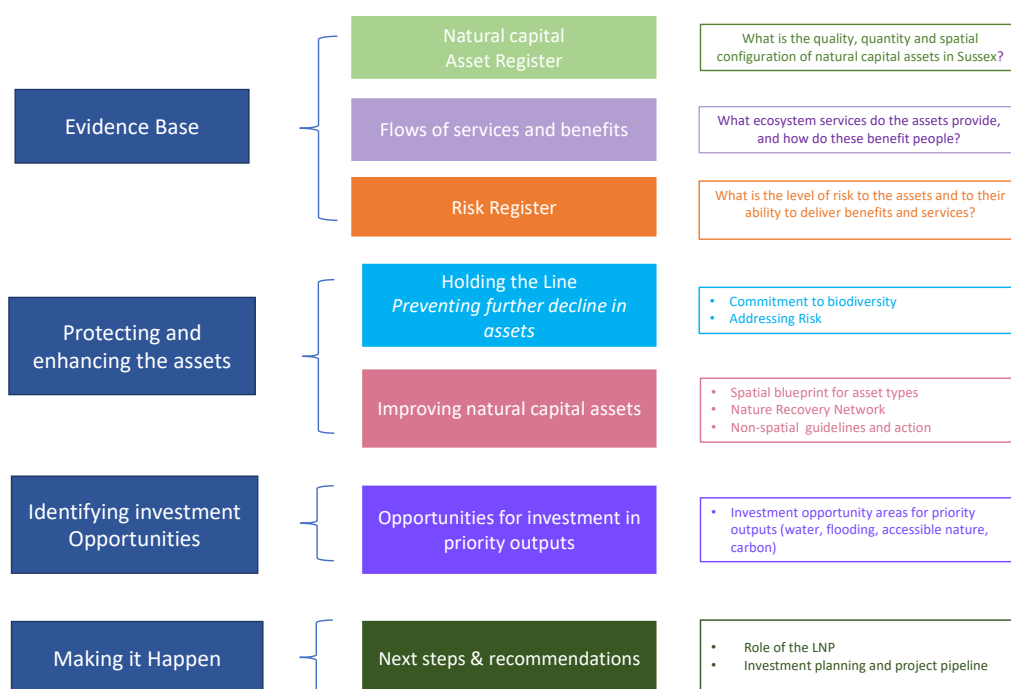 Evidence Base
Natural capital
Asset Register
What is the quality, quantity and spatial
configuration of natural capital assets in Sussex?
Flows of services and benefits
What ecosystem services do the assets provide,
and how do these benefit people?
Risk Register
What is the level of risk to the assets and to their
ability to deliver benefits and services?
Protecting and
enhancing the assets
Holding the Line
Preventing further decline in
assets
• Commitment to biodiversity
• Addressing Risk
Improving natural capital assets
• Spatial blueprint for asset types
• Nature Recovery Network
• Non-spatial guidelines and action
Identifying investment
Opportunities
Opportunities for investment in
priority outputs
• Investment opportunity areas for priority
outputs (water, flooding, accessible nature,
carbon)
Making it Happen
Next steps & recommendations
• Role of the LNP
• Investment planning and project pipeline